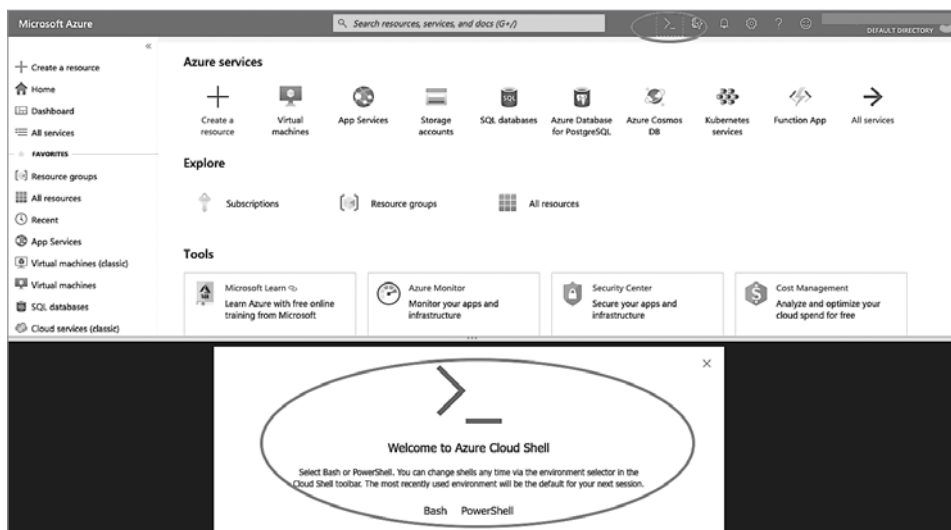 Microsoft Azure
Search resources, services, and docs (G+/)
DEFAULT DIRECTORY
«
Create a resource
Home
Dashboard
All services
FAVORITES
Resource groups
All resources
Recent
App Services
Virtual machines (classic)
Virtual machines
SQL databases
Cloud services (classic)
Azure services
Create a
resource
Virtual
machines
App Services
Storage
accounts
SQL databases
Azure Database
for PostgreSQL
Azure Cosmos
DB
Kubernetes
services
Function App
All services
Explore
Subscriptions
Resource groups
All resources
Tools
Microsoft Learn
Learn Azure with free online
training from Microsoft
Azure Monitor
Monitor your apps and
infrastructure
Security Center
Secure your apps and
infrastructure
Cost Management
Analyze and optimize your
cloud spend for free
Welcome to Azure Cloud Shell
Select Bash or PowerShell. You can change shells any time via the environment selector in the
Cloud Shell toolbar. The most recently used environment will be the default for your next session.
Bash PowerShell